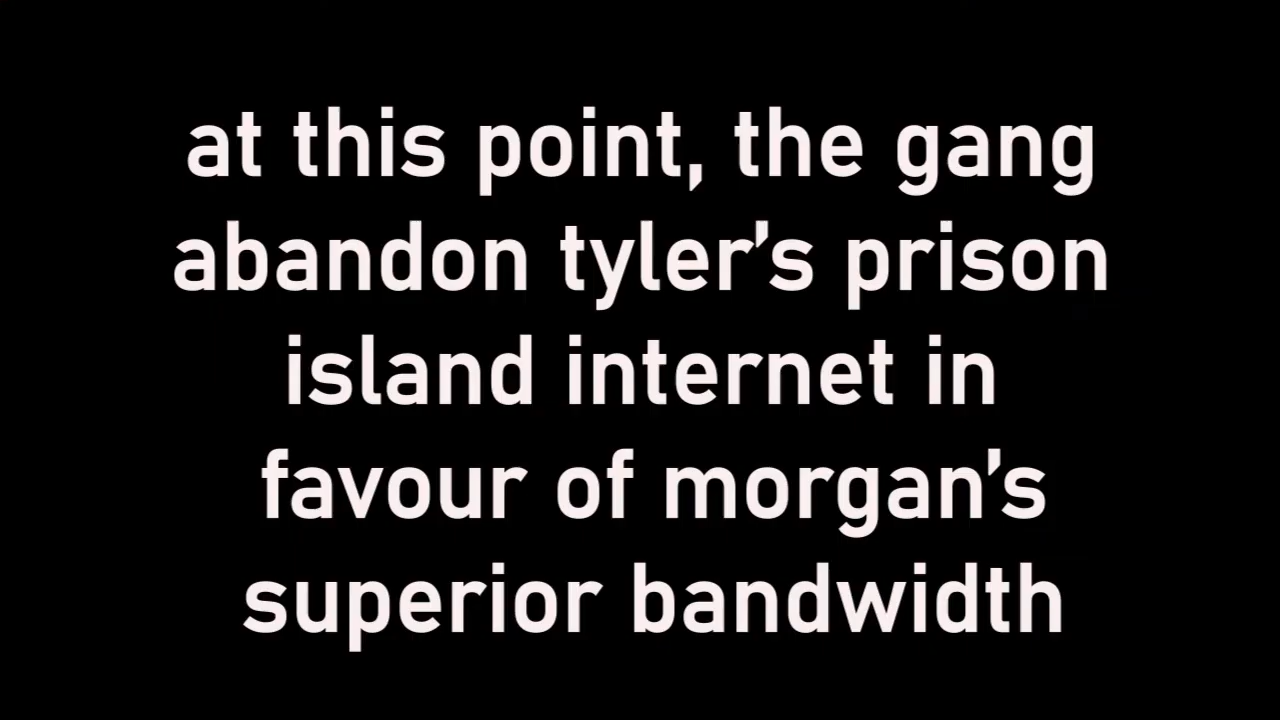 at this point, the gang
abandon tyler’s prison
island internet in
favour of morgan’s
superior bandwidth